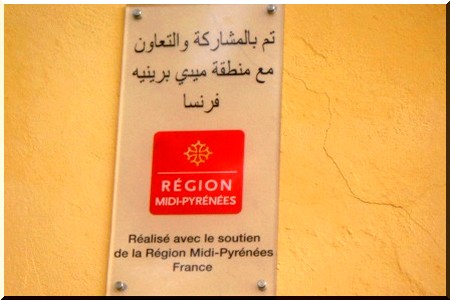 تم بالمشاركة والتعاون
مع منطقة ميدي برينيه
فرنسا
RÉGION
MIDI-PYRÉNÉES
Réalisé avec le soutien
de la Région Midi-Pyrénées
France